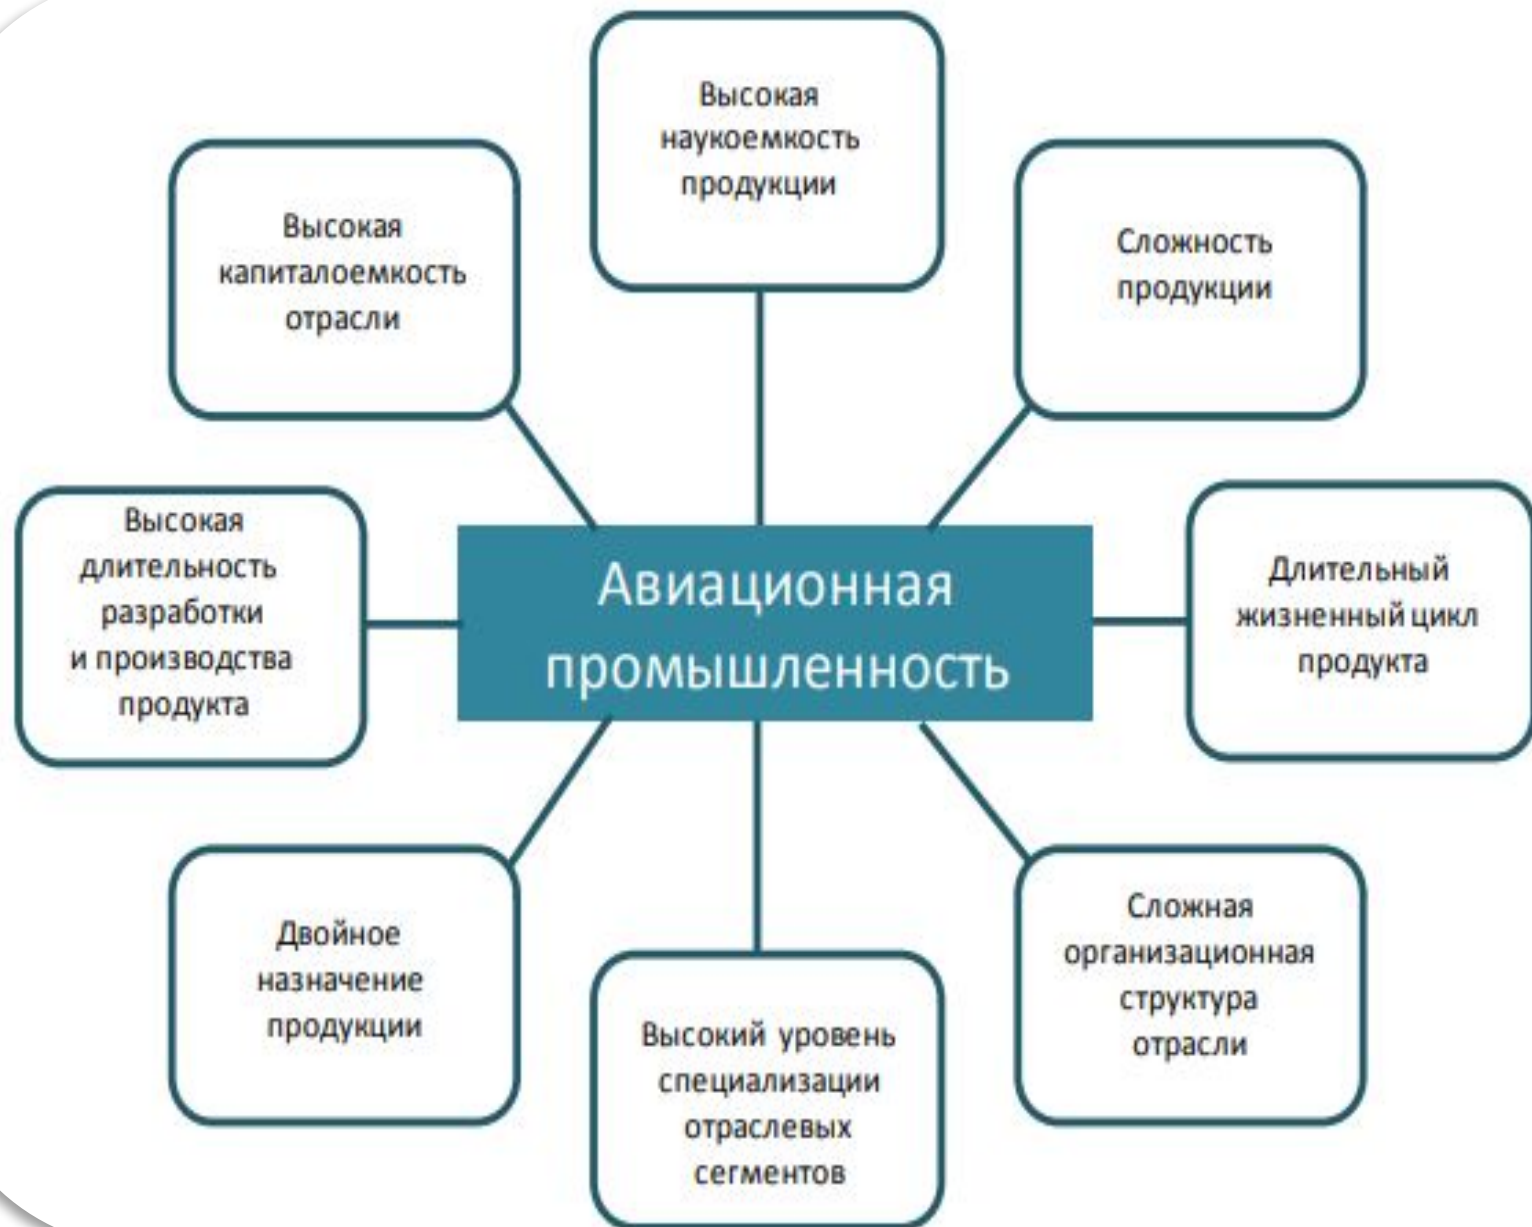 Высокая
наукоемкость
продукции
Высокая
капиталоемкость
отрасли
Сложность
продукции
Высокая
длительность
разработки
и производства
продукта
Авиационная
промышленность
Длительный
жизненный цикл
продукта
Двойное
назначение
продукции
Высокий уровень
специализации
отраслевых
сегментов
Сложная
организационная
структура
отрасли